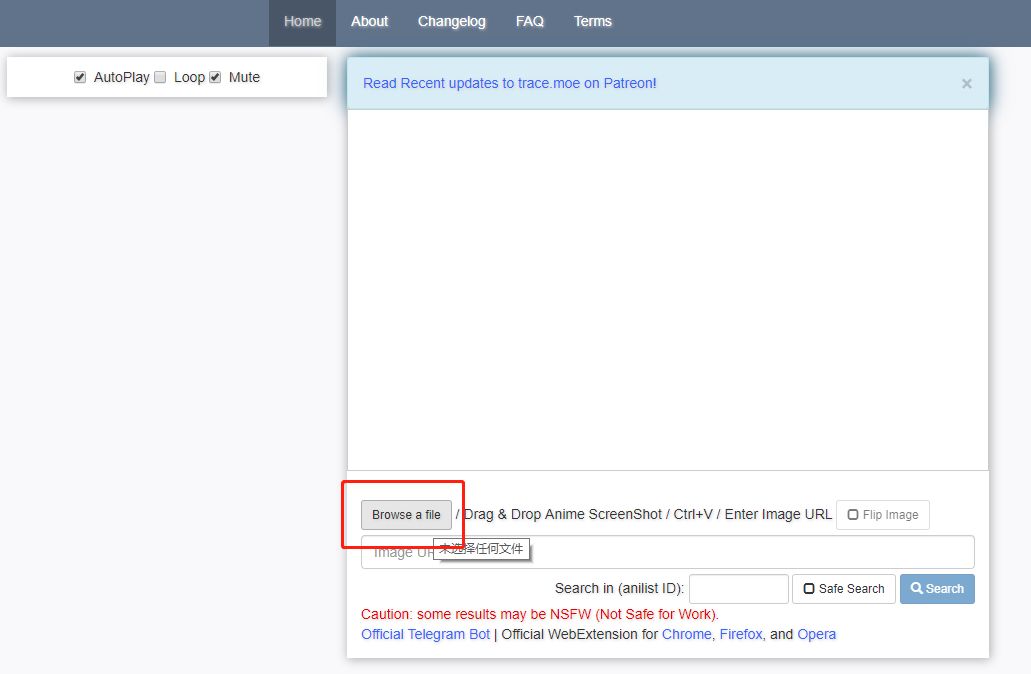 Home About Changelog FAQ Terms
AutoPlay Loop Mute
Read Recent updates to trace.moe on Patreon! ×
Browse a file / Drag & Drop Anime ScreenShot / Ctrl+V / Enter Image URL Flip Image
Image UR
未选择任何文件
Search in (anilist ID): Safe Search Search
Caution: some results may be NSFW (Not Safe for Work).
Official Telegram Bot | Official WebExtension for Chrome, Firefox, and Opera